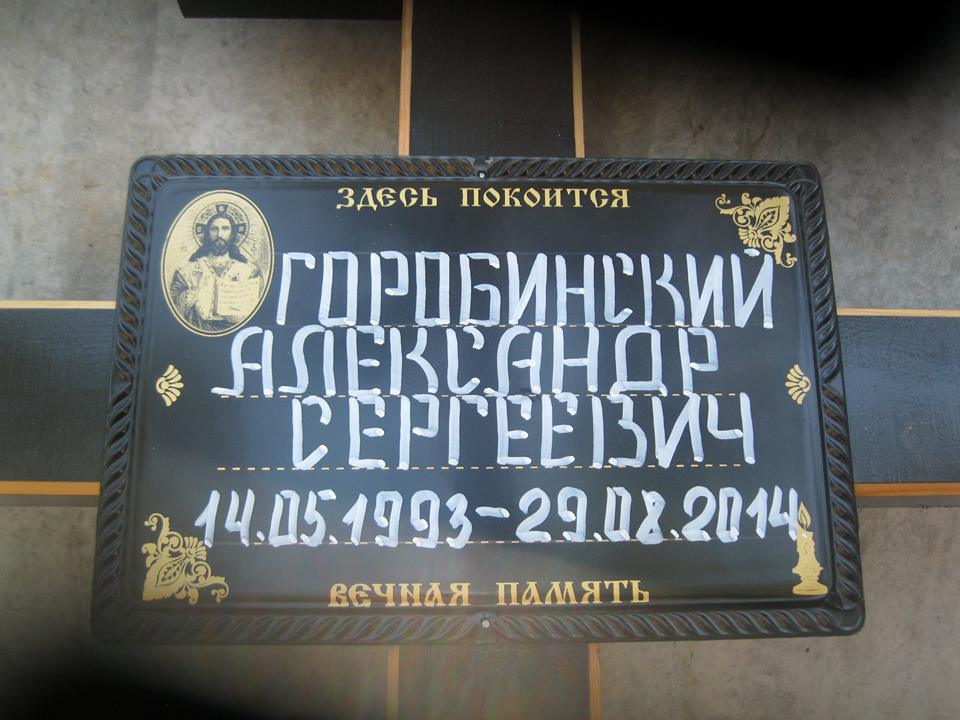 ЗДЕСЬ ПОКОИТСЯ
ГОРОБИНСКИЙ
АЛЕКСАНДР
СЕРГЕЕВИЧ
14.05.1993-29.08.2014
ВЕЧНАЯ ПАМЯТЬ